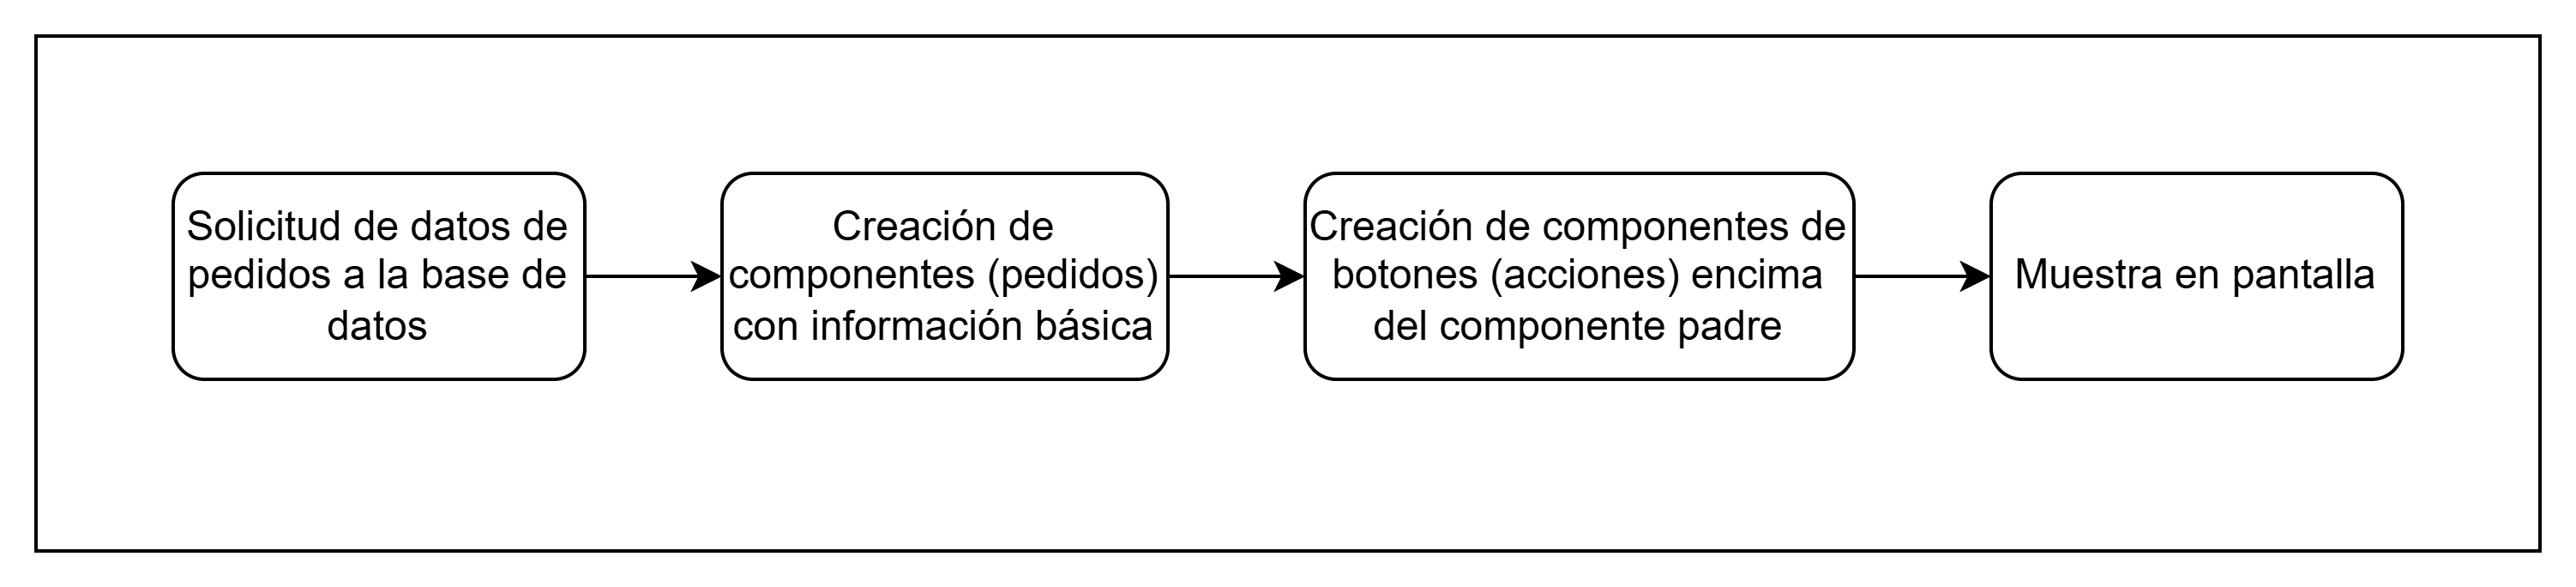 Solicitud de datos de
pedidos a la base de
datos
Creación de
componentes (pedidos)
con información básica
Creación de componentes de
botones (acciones) encima
del componente padre
Muestra en pantalla